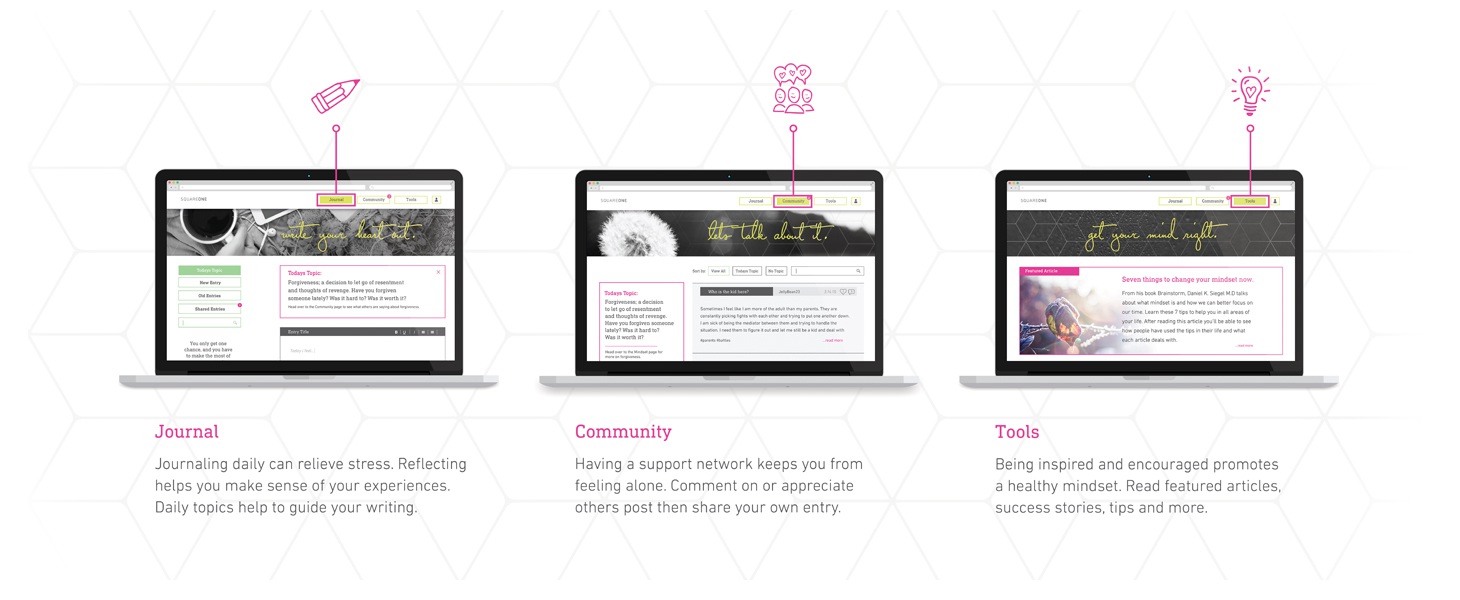 SQUAREONE
Journal
Community
Tools
write your heart out.
Todays Topic
New Entry
Old Entries
Shared Entries
You only get one
chance, and you have
to make the most of
Todays Topic:
Forgiveness; a decision to let go of resentment
and thoughts of revenge. Have you forgiven
someone lately? Was it hard? Was it worth it?
Head over to the Community page to see what others are saying about forgiveness.
Entry Title
SQUAREONE
Journal
Community
Tools
let's talk about it.
Sort by:
View All
Todays Topic
No Topic
Todays Topic:
Forgiveness; a decision
to let go of resentment
and thoughts of revenge.
Have you forgiven someone
lately? Was it hard?
Was it worth it?
Head over to the Mindset page for
more on forgiveness.
Who is the kid here?
Sometimes I feel like I am more of the adult than my parents. They are
constantly picking fights with each other and trying to put one another down.
I am sick of being the mediator between them and trying to handle the
situation. I need them to figure it out and let me still be a kid and deal with
...read more
SQUAREONE
Journal
Community
Tools
get your mind right.
Featured Article
Seven things to change your mindset now.
From his book Brainstorm, Daniel K. Siegel M.D talks
about what mindset is and how we can better focus on
our time. Learn these 7 tips to help you in all areas
of your life. After reading this article you'll be able to see
how people have used the tips in their life and what
each article deals with.
...read more
Journal
Journaling daily can relieve stress. Reflecting
helps you make sense of your experiences.
Daily topics help to guide your writing.
Community
Having a support network keeps you from
feeling alone. Comment on or appreciate
others post then share your own entry.
Tools
Being inspired and encouraged promotes
a healthy mindset. Read featured articles,
success stories, tips and more.